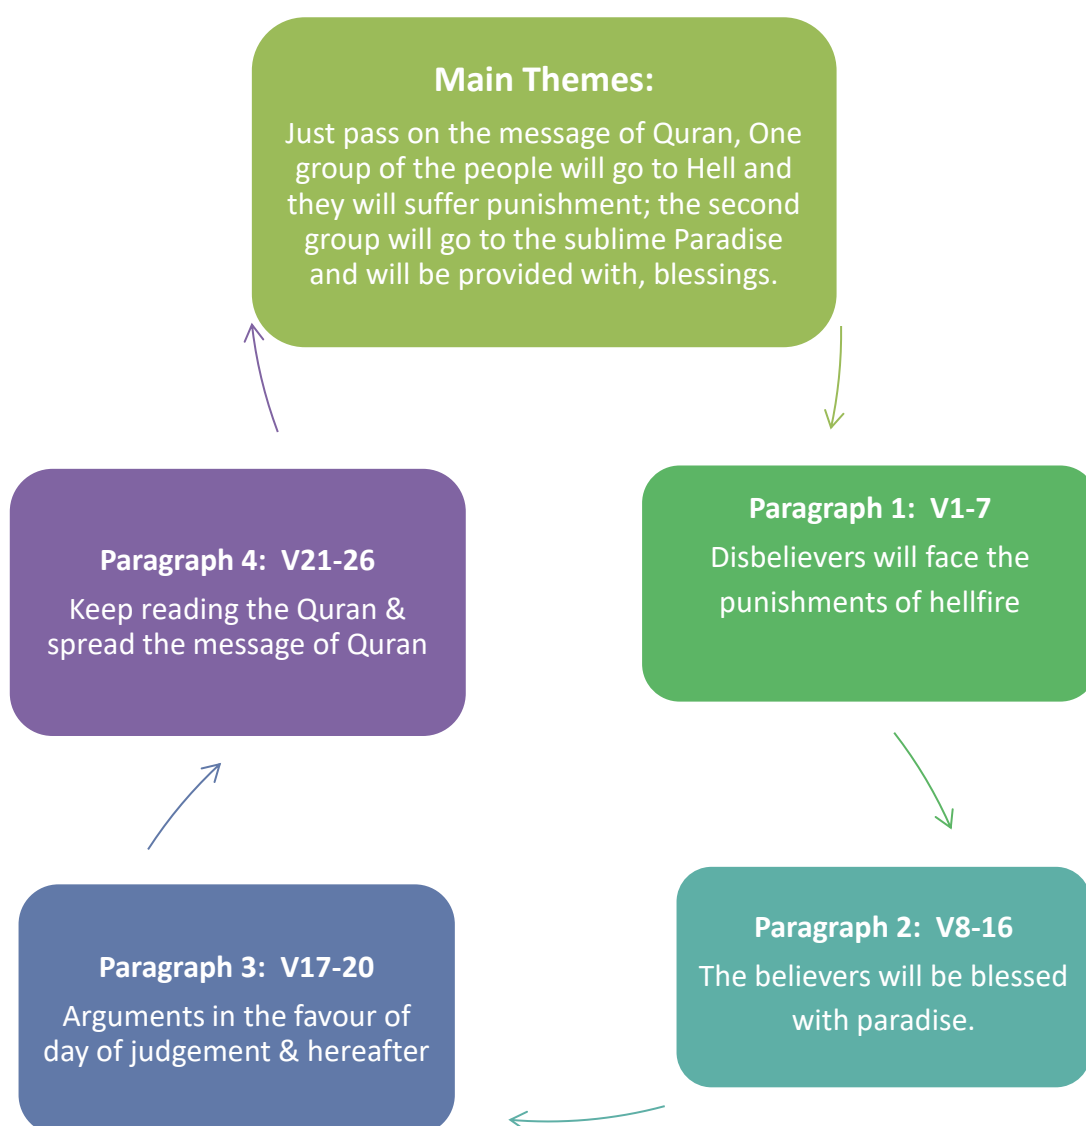 Main Themes:
Just pass on the message of Quran, One
group of the people will go to Hell and
they will suffer punishment; the second
group will go to the sublime Paradise
and will be provided with, blessings.
Paragraph 1:  V1-7
Disbelievers will face the
punishments of hellfire
Paragraph 2:  V8-16
The believers will be blessed
with paradise.
Paragraph 3:  V17-20
Arguments in the favour of
day of judgement & hereafter
Paragraph 4:  V21-26
Keep reading the Quran &
spread the message of Quran